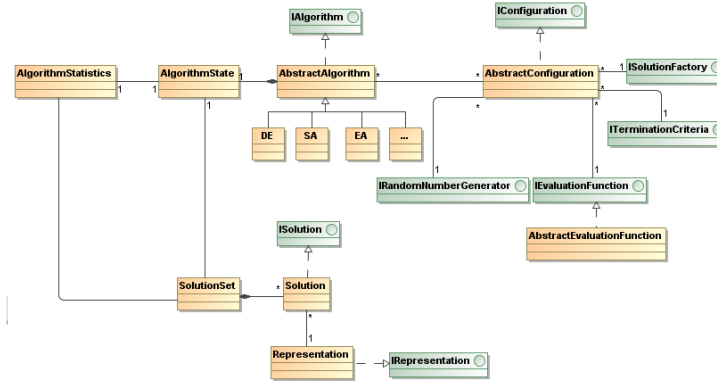 IAlgorithm
IConfiguration
AlgorithmStatistics
AlgorithmState
AbstractAlgorithm
AbstractConfiguration
ISolutionFactory
1
1
1
*
*
*
1
*
*
*
1
1
ITerminationCriteria
DE
SA
EA
...
1
1
IRandomNumberGenerator
IEvaluationFunction
ISolution
AbstractEvaluationFunction
SolutionSet
*
Solution
*
1
Representation
IRepresentation